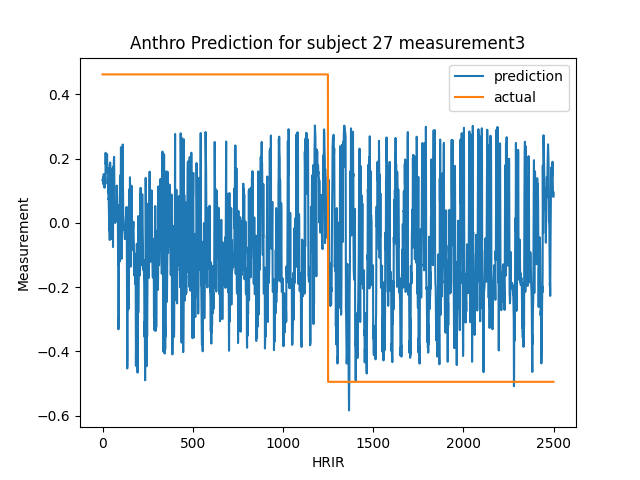 Anthro Prediction for subject 27 measurement3
prediction
actual
0.4
0.2
0.0
−0.2
−0.4
−0.6
Measurement
0
500
1000
1500
2000
2500
HRIR